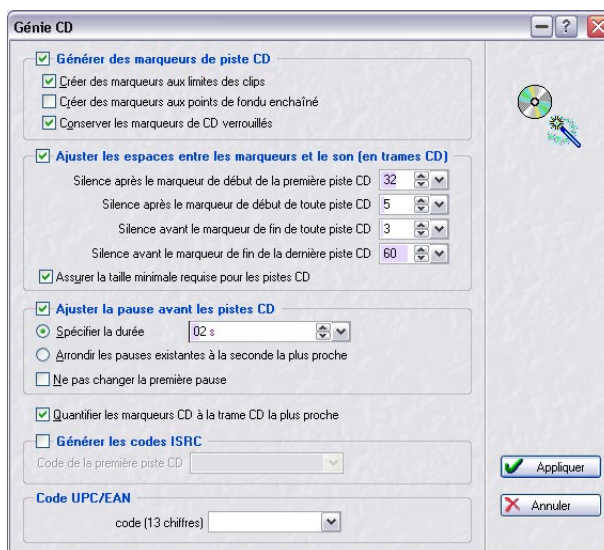 Génie CD
Générer des marqueurs de piste CD
Créer des marqueurs aux limites des clips
Créer des marqueurs aux points de fondu enchaîné
Conserver les marqueurs de CD verrouillés
Ajuster les espaces entre les marqueurs et le son (en trames CD)
Silence après le marqueur de début de la première piste CD 32
Silence après le marqueur de début de toute piste CD 5
Silence avant le marqueur de fin de toute piste CD 3
Silence avant le marqueur de fin de la dernière piste CD 60
Assurer la taille minimale requise pour les pistes CD
Ajuster la pause avant les pistes CD
Spécifier la durée 02 s
Arrondir les pauses existantes à la seconde la plus proche
Ne pas changer la première pause
Quantifier les marqueurs CD à la trame CD la plus proche
Générer les codes ISRC
Code de la première piste CD
Code UPC/EAN
code (13 chiffres)
Appliquer
Annuler